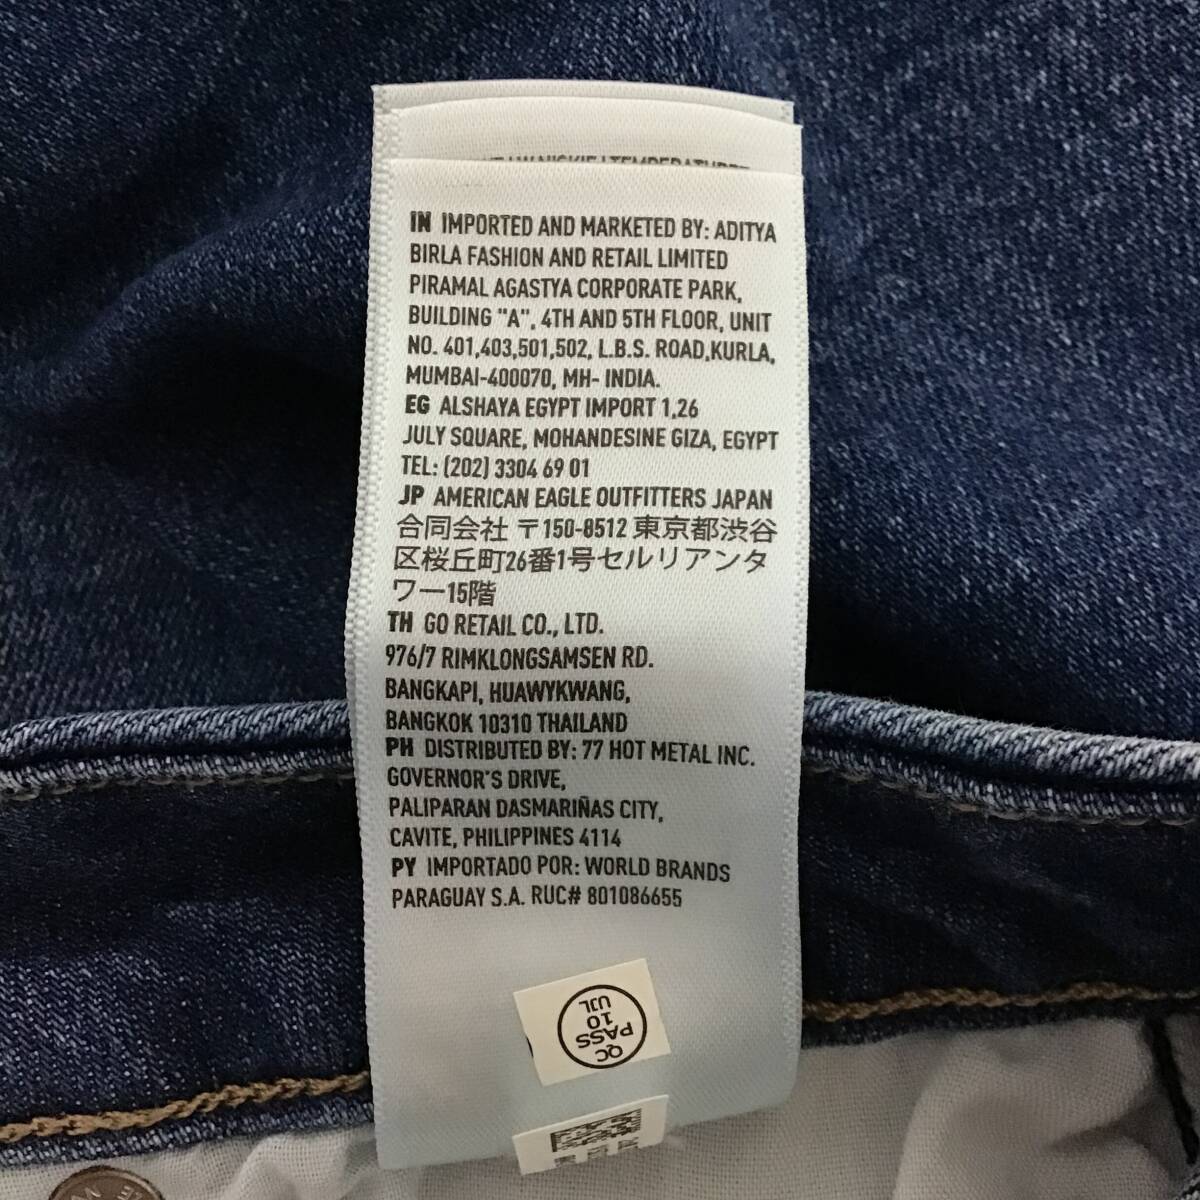 IN IMPORTED AND MARKETED BY: ADITYA
BIRLA FASHION AND RETAIL LIMITED
PIRAMAL AGASTYA CORPORATE PARK,
BUILDING "A", 4TH AND 5TH FLOOR, UNIT
NO. 401,403,501,502, L.B.S. ROAD,KURLA,
MUMBAI-400070, MH- INDIA.
EG ALSHAYA EGYPT IMPORT 1,26
JULY SQUARE, MOHANDESINE GIZA, EGYPT
TEL: (202) 3304 69 01
JP AMERICAN EAGLE OUTFITTERS JAPAN
合同会社 〒150-8512 東京都渋谷
区桜丘町26番1号セルリアンタ
ワー15階
TH GO RETAIL CO., LTD.
976/7 RIMKLONGSAMSEN RD.
BANGKAPI, HUAWYKWANG,
BANGKOK 10310 THAILAND
PH DISTRIBUTED BY: 77 HOT METAL INC.
GOVERNOR'S DRIVE,
PALIPARAN DASMARIÑAS CITY,
CAVITE, PHILIPPINES 4114
PY IMPORTADO POR: WORLD BRANDS
PARAGUAY S.A. RUC# 801086655
QC
PASS
10
UJL